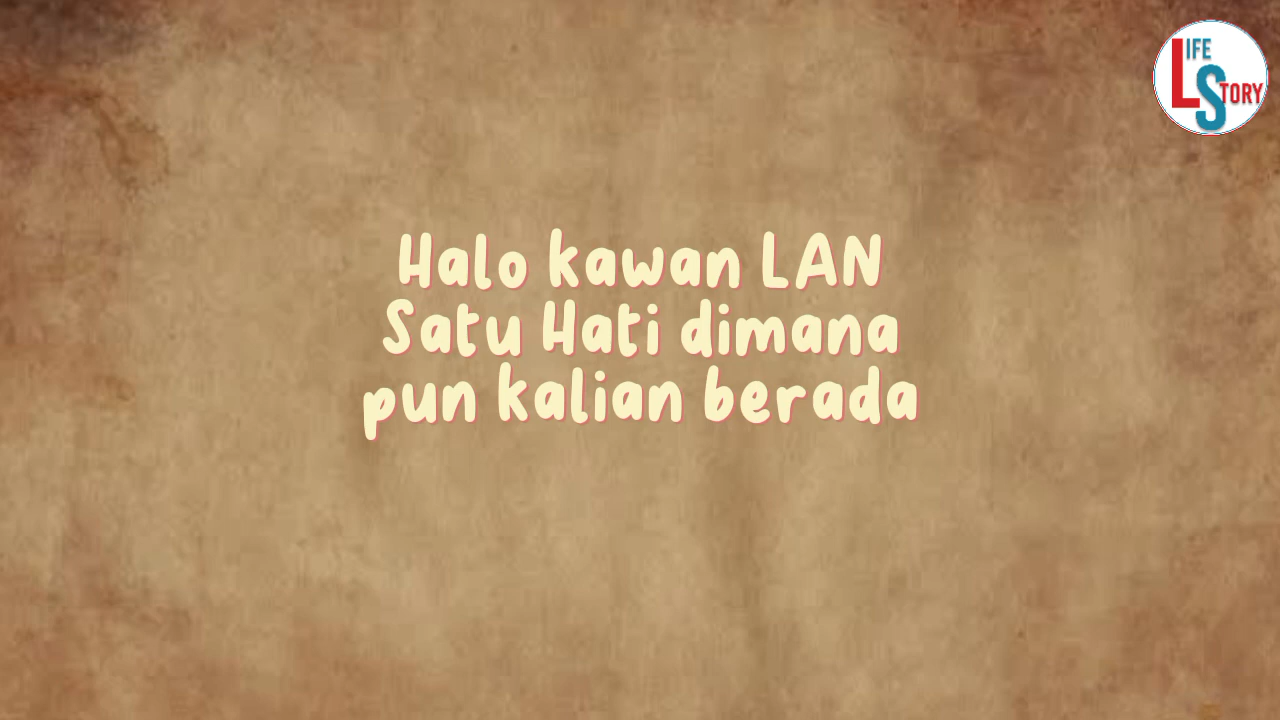 LIFE
STORY
Halo kawan LAN
Satu Hati dimana
pun kalian berada